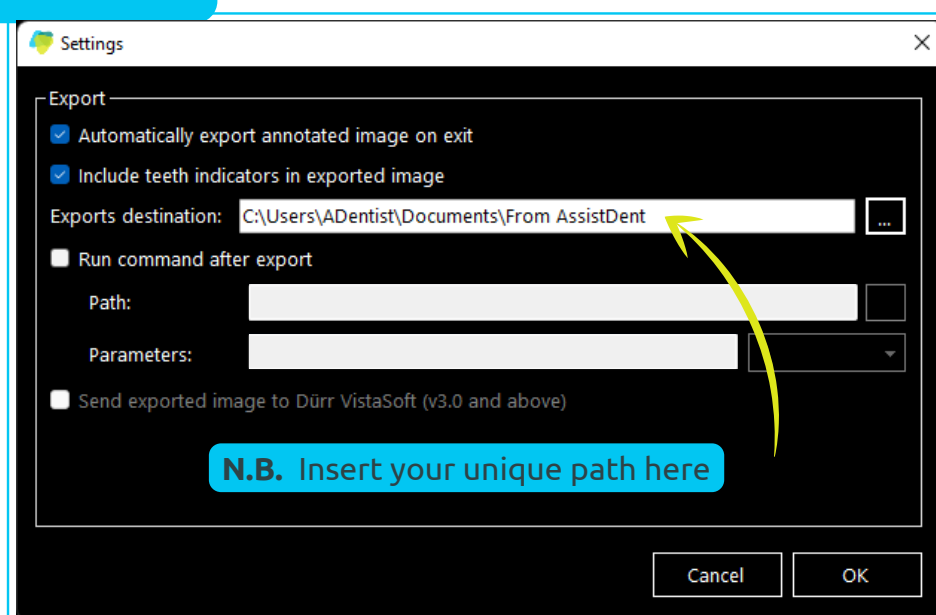 Settings
Export
Automatically export annotated image on exit
Include teeth indicators in exported image
Exports destination: C:\Users\ADentist\Documents\From AssistDent ...
Run command after export
Path:
Parameters:
Send exported image to Dürr VistaSoft (v3.0 and above)
N.B. Insert your unique path here
Cancel OK